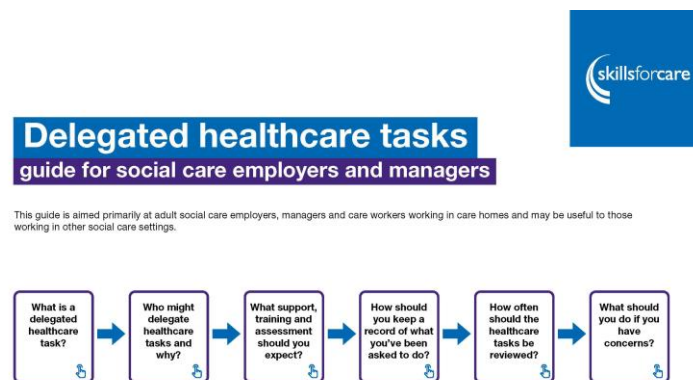 skillsforcare
Delegated healthcare tasks
guide for social care employers and managers
This guide is aimed primarily at adult social care employers, managers and care workers working in care homes and may be useful to those
working in other social care settings.
What is a
delegated
healthcare
task?
Who might
delegate
healthcare
tasks and
why?
What support,
training and
assessment
should you
expect?
How should
you keep a
record of what
you've been
asked to do?
How often
should the
healthcare
tasks be
reviewed?
What should
you do if you
have
concerns?